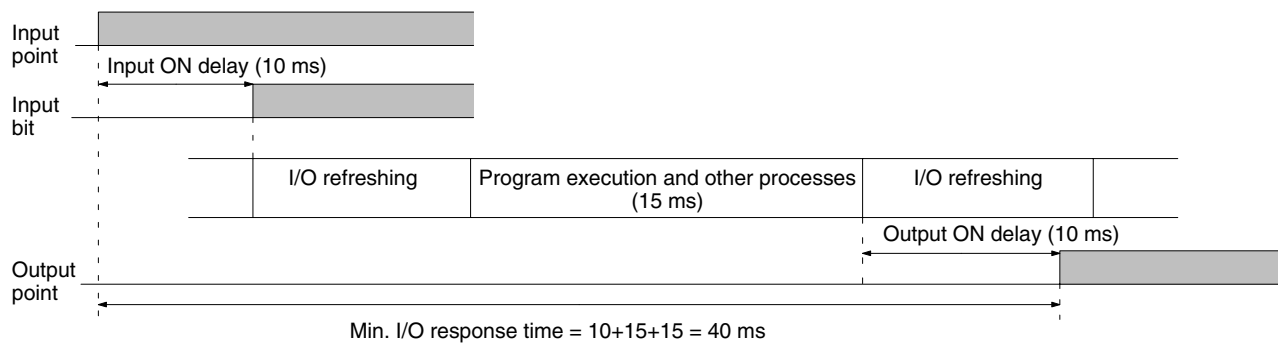 Input
point
Input ON delay (10 ms)
Input
bit
I/O refreshing
Program execution and other processes
(15 ms)
I/O refreshing
Output ON delay (10 ms)
Output
point
Min. I/O response time = 10+15+15 = 40 ms